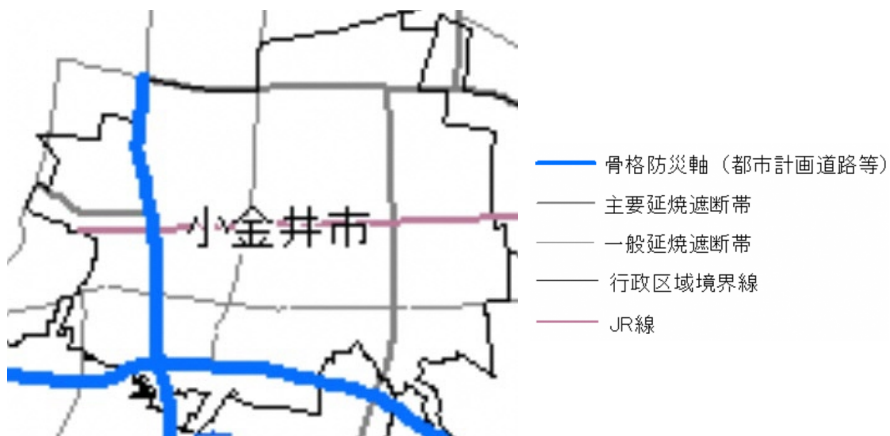 小金井市
骨格防災軸（都市計画道路等）
主要延焼遮断帯
一般延焼遮断帯
行政区域境界線
JR線